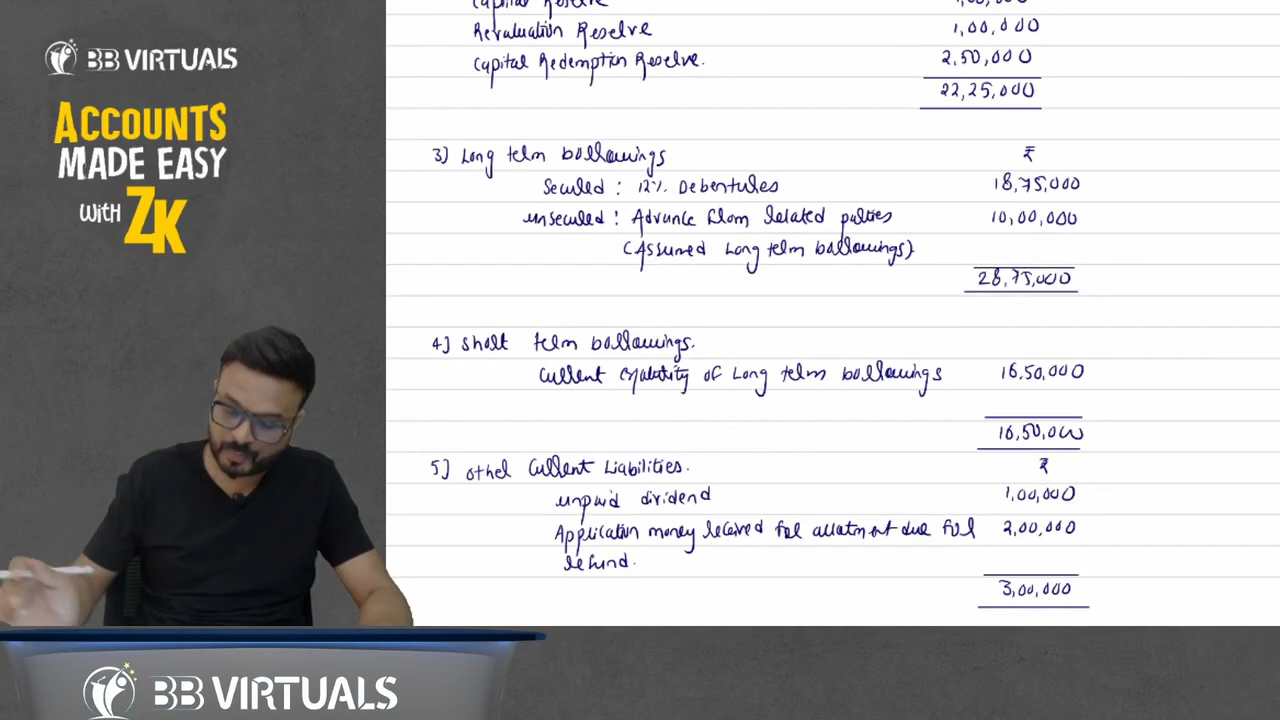 BB VIRTUALS
ACCOUNTS
MADE EASY
with ZK
Capital Reserve
Revaluation Reserve 1,00,000
Capital Redemption Reserve. 2,50,000
22,25,000
3) Long term borrowings ₹
Secured : 12% Debentures 18,75,000
unsecured : Advance from related parties 10,00,000
(Assumed Long term borrowings)
28,75,000
4) Short term borrowings.
Current Maturity of Long term borrowings 16,50,000
16,50,000
5) Other Current Liabilities. ₹
unpaid dividend 1,00,000
Application money received for allotment due for 2,00,000
refund.
3,00,000
BB VIRTUALS